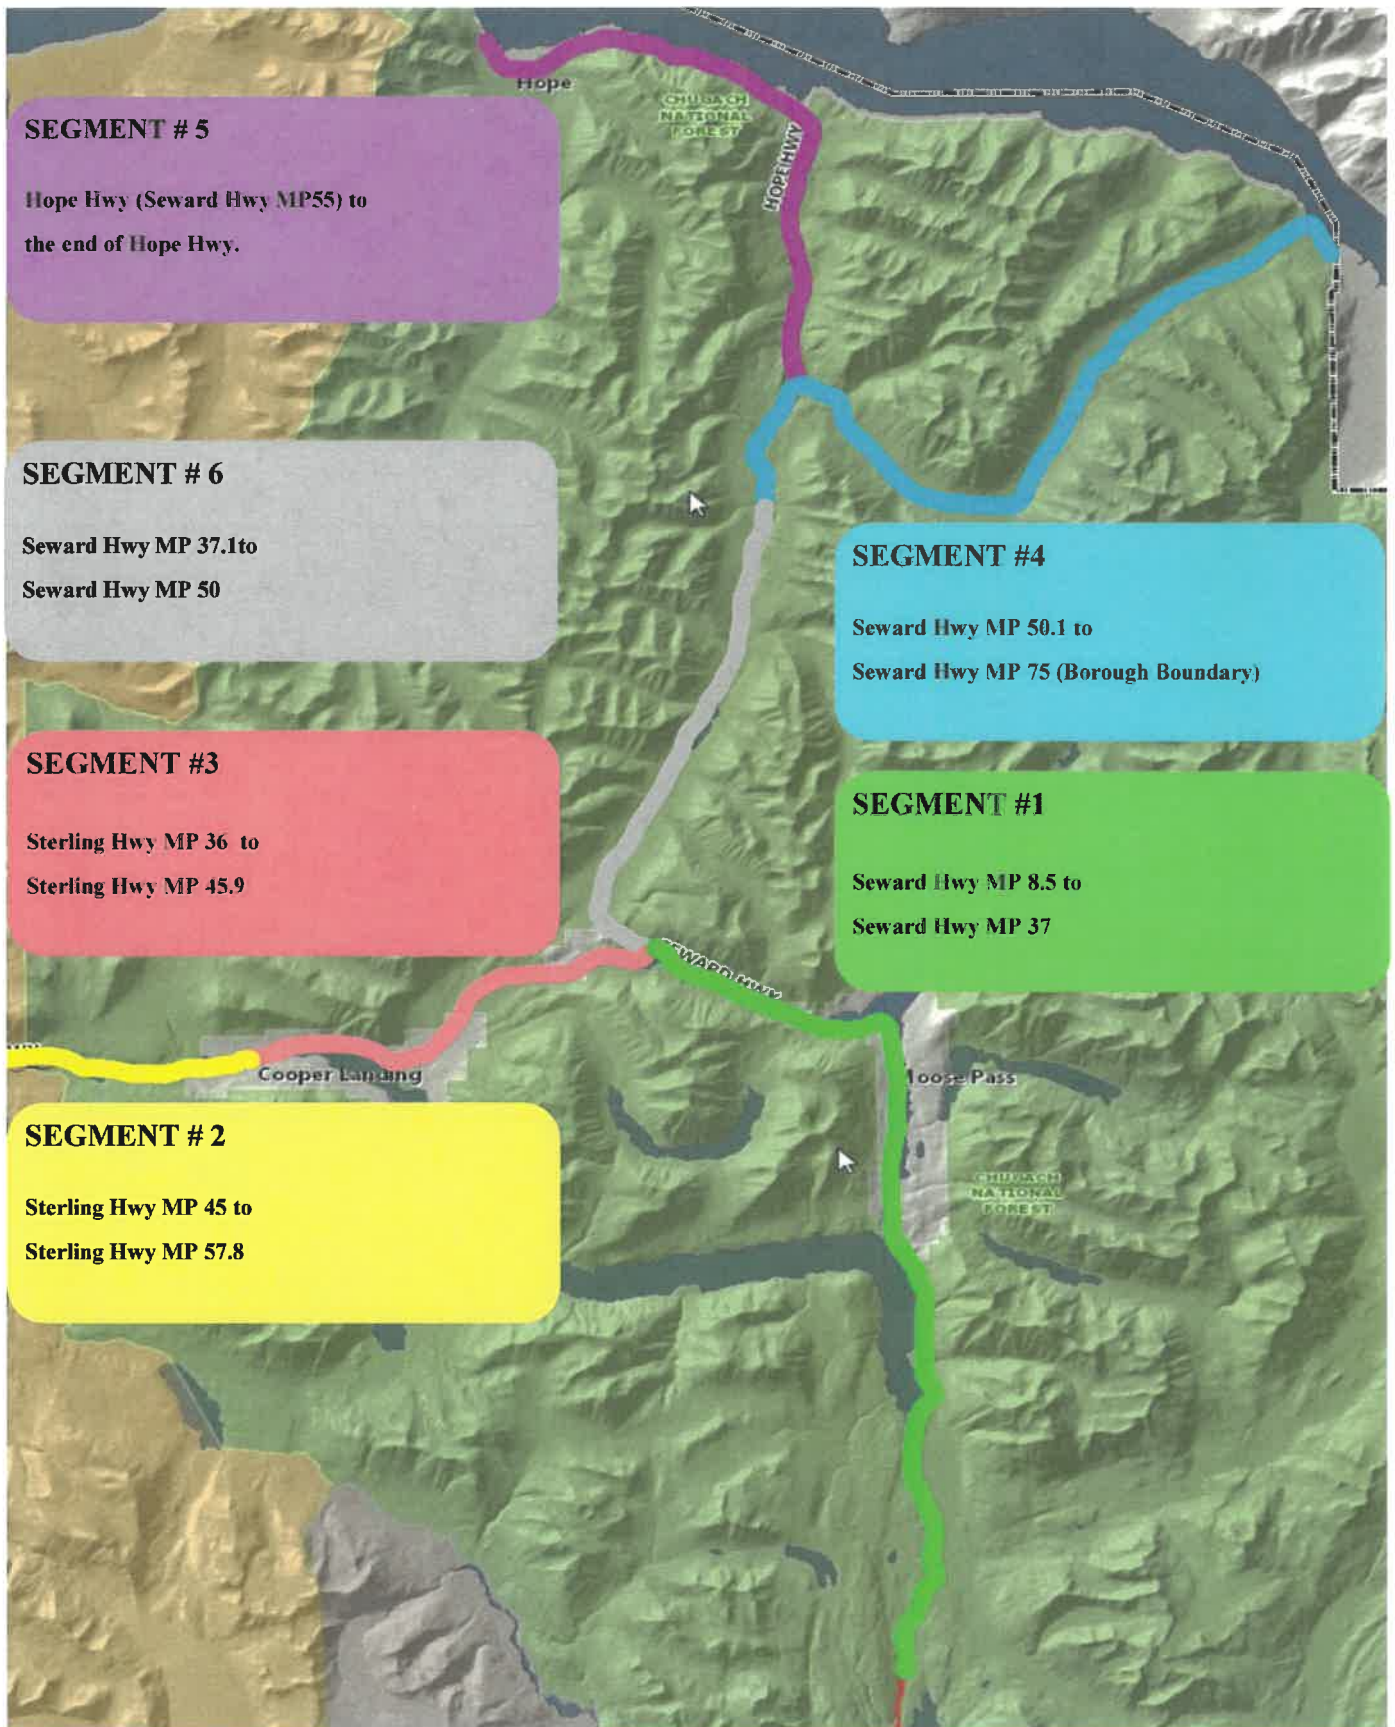 Hope
CHUGACH
NATIONAL
FOREST
SEGMENT # 5
Hope Hwy (Seward Hwy MP55) to
the end of Hope Hwy.
HOPE HWY
SEGMENT # 6
Seward Hwy MP 37.1to
Seward Hwy MP 50
SEGMENT #4
Seward Hwy MP 50.1 to
Seward Hwy MP 75 (Borough Boundary)
SEGMENT #3
Sterling Hwy MP 36 to
Sterling Hwy MP 45.9
SEGMENT #1
Seward Hwy MP 8.5 to
Seward Hwy MP 37
SEWARD HWY
Cooper Landing
Moose Pass
SEGMENT # 2
Sterling Hwy MP 45 to
Sterling Hwy MP 57.8
CHUGACH
NATIONAL
FOREST